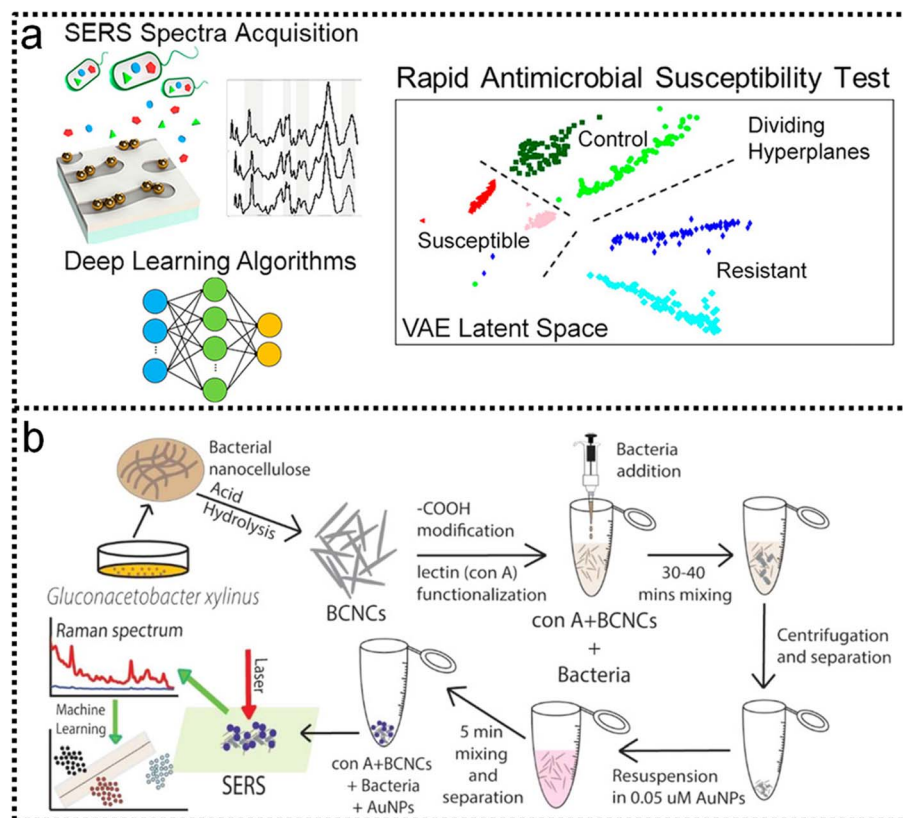 a
SERS Spectra Acquisition
Deep Learning Algorithms
Rapid Antimicrobial Susceptibility Test
Control
Dividing
Hyperplanes
Susceptible
Resistant
VAE Latent Space
b
Bacterial
nanocellulose
Acid
Hydrolysis
Gluconacetobacter xylinus
BCNCs
-COOH
modification
lectin (con A)
functionalization
Bacteria
addition
con A+BCNCs
+
Bacteria
30-40
mins mixing
Centrifugation
and separation
Resuspension
in 0.05 uM AuNPs
5 min
mixing
and
separation
con A+BCNCs
+ Bacteria
+ AuNPs
Laser
SERS
Raman spectrum
Machine
Learning